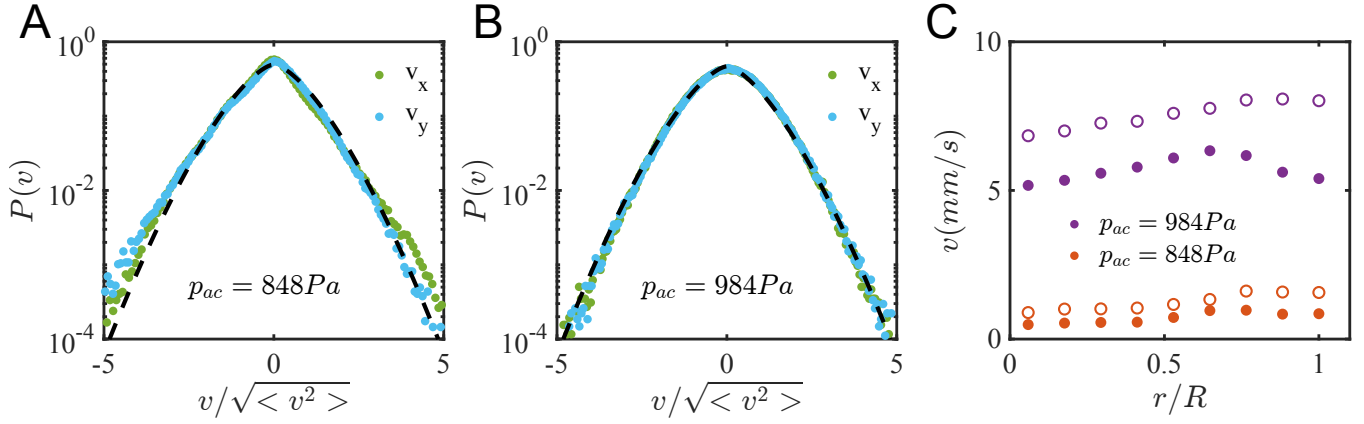 A
P(v)
10^0
10^-2
10^-4
v_x
v_y
p_ac = 848Pa
-5
0
5
v/√< v^2 >
B
P(v)
10^0
10^-2
10^-4
v_x
v_y
p_ac = 984Pa
-5
0
5
v/√< v^2 >
C
v(mm/s)
10
5
0
p_ac = 984Pa
p_ac = 848Pa
0
0.5
1
r/R